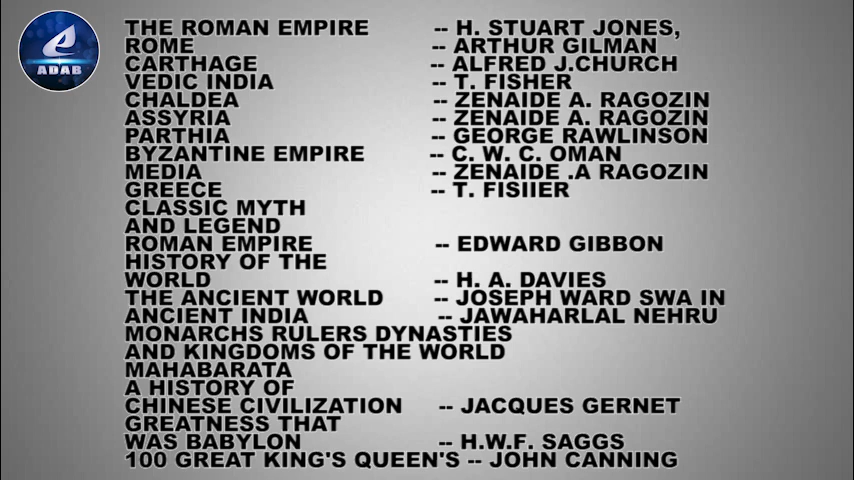 e
ADAB
THE ROMAN EMPIRE -- H. STUART JONES,
ROME -- ARTHUR GILMAN
CARTHAGE -- ALFRED J.CHURCH
VEDIC INDIA -- T. FISHER
CHALDEA -- ZENAIDE A. RAGOZIN
ASSYRIA -- ZENAIDE A. RAGOZIN
PARTHIA -- GEORGE RAWLINSON
BYZANTINE EMPIRE -- C. W. C. OMAN
MEDIA -- ZENAIDE .A RAGOZIN
GREECE -- T. FISIIER
CLASSIC MYTH
AND LEGEND
ROMAN EMPIRE -- EDWARD GIBBON
HISTORY OF THE
WORLD -- H. A. DAVIES
THE ANCIENT WORLD -- JOSEPH WARD SWA IN
ANCIENT INDIA -- JAWAHARLAL NEHRU
MONARCHS RULERS DYNASTIES
AND KINGDOMS OF THE WORLD
MAHABARATA
A HISTORY OF
CHINESE CIVILIZATION -- JACQUES GERNET
GREATNESS THAT
WAS BABYLON -- H.W.F. SAGGS
100 GREAT KING'S QUEEN'S -- JOHN CANNING